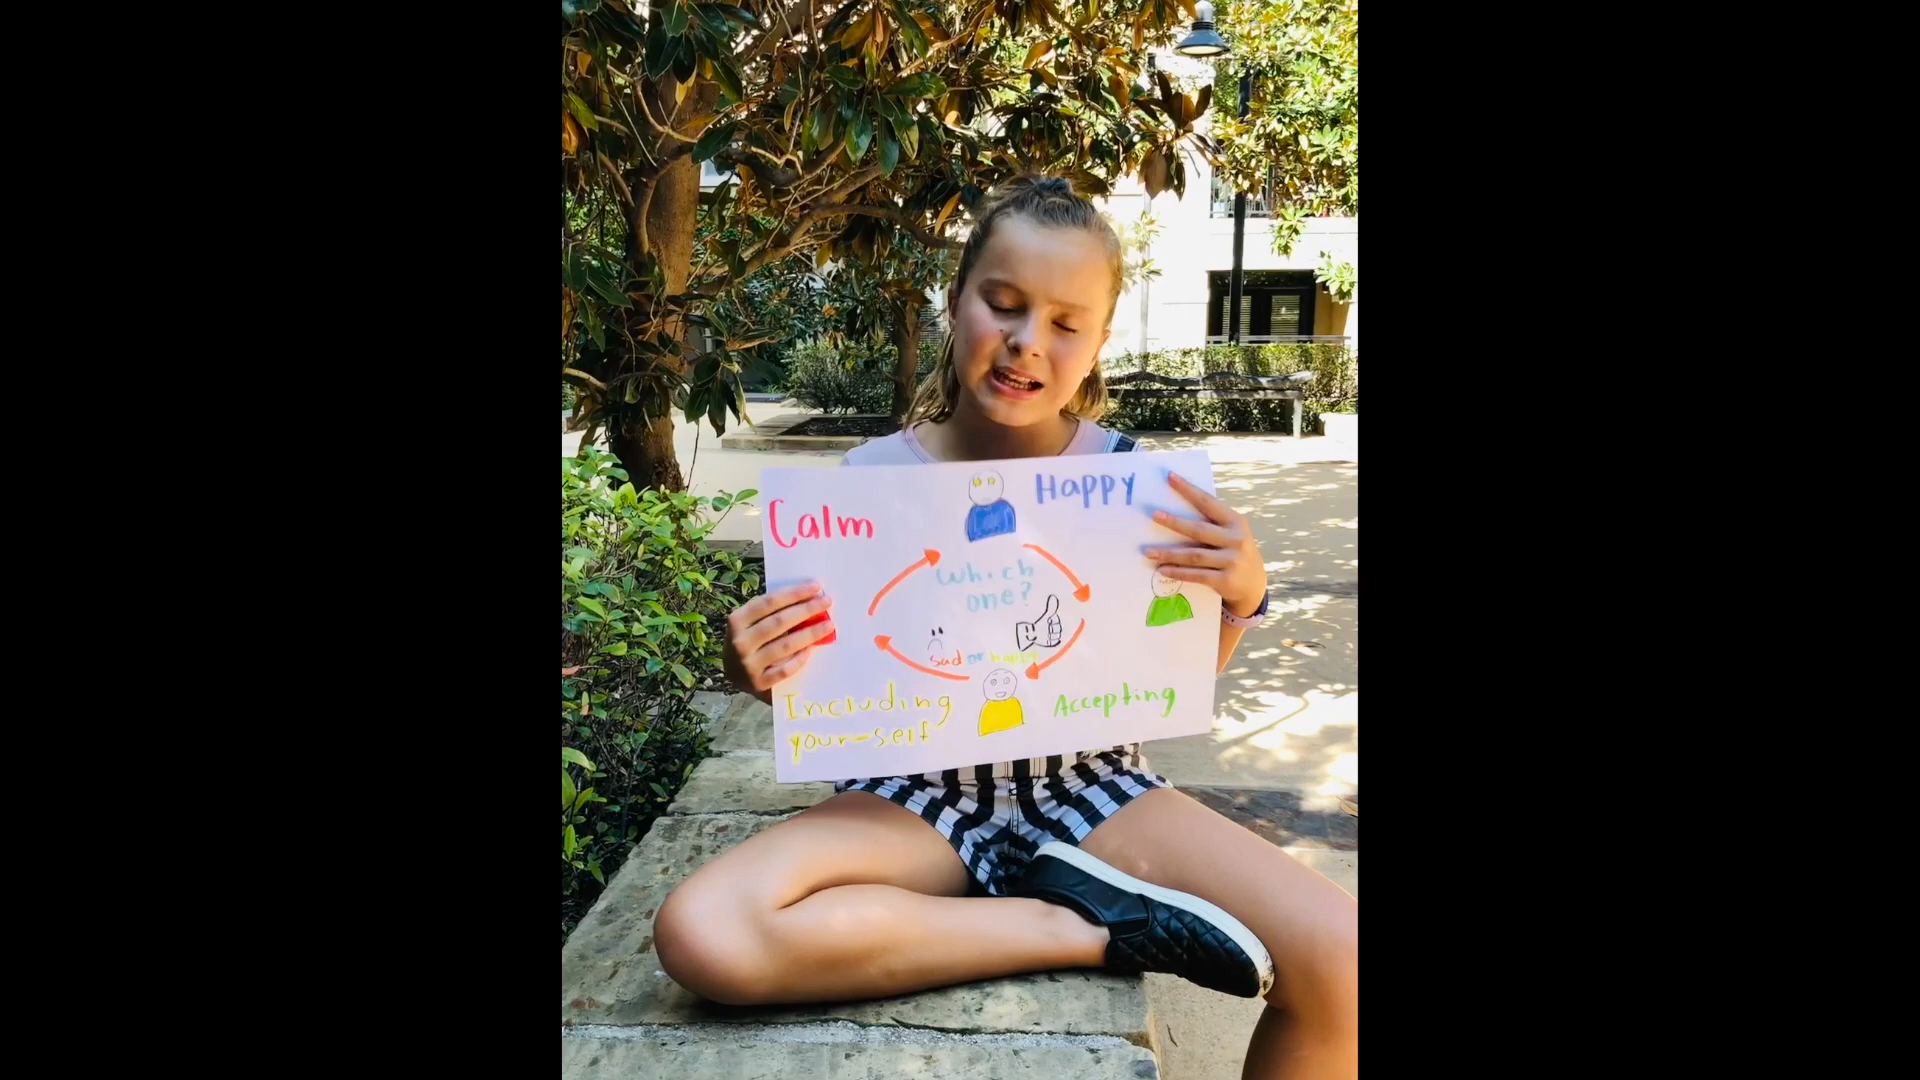 Calm
Happy
Which
one?
sad or happy
Including
your-self
Accepting